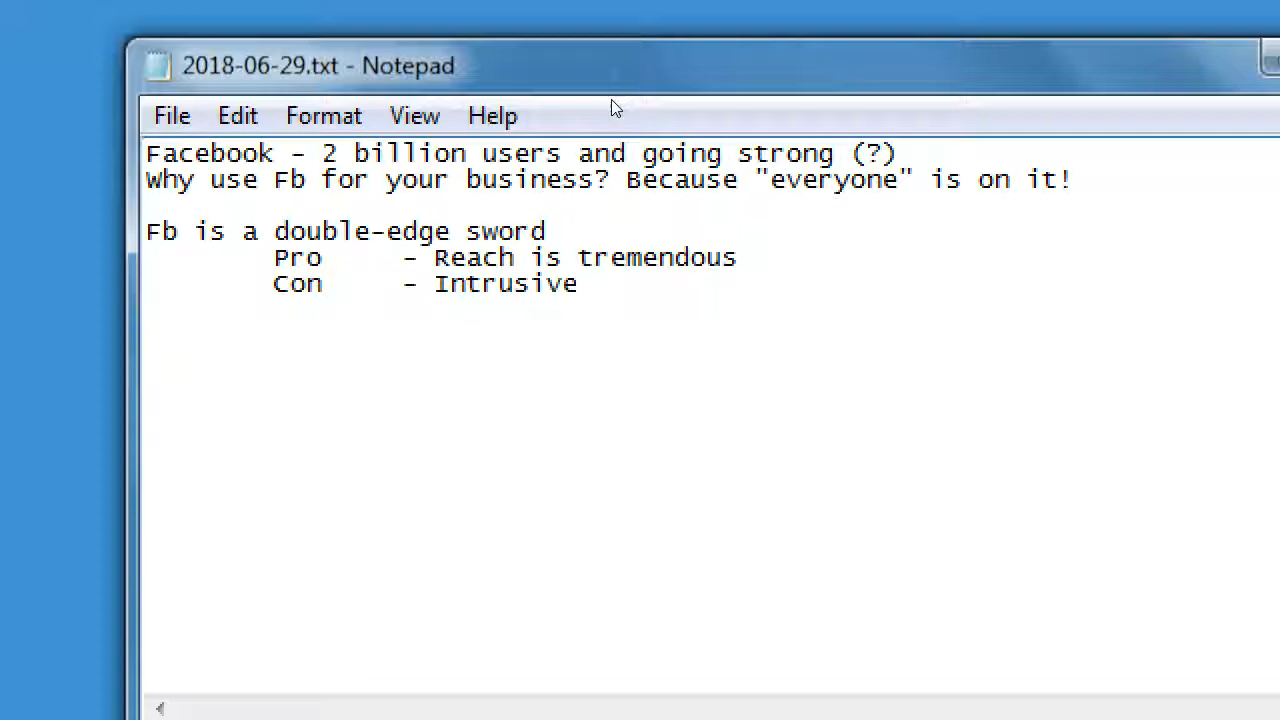 2018-06-29.txt - Notepad
File Edit Format View Help
Facebook - 2 billion users and going strong (?)
Why use Fb for your business? Because "everyone" is on it!
Fb is a double-edge sword
Pro - Reach is tremendous
Con - Intrusive